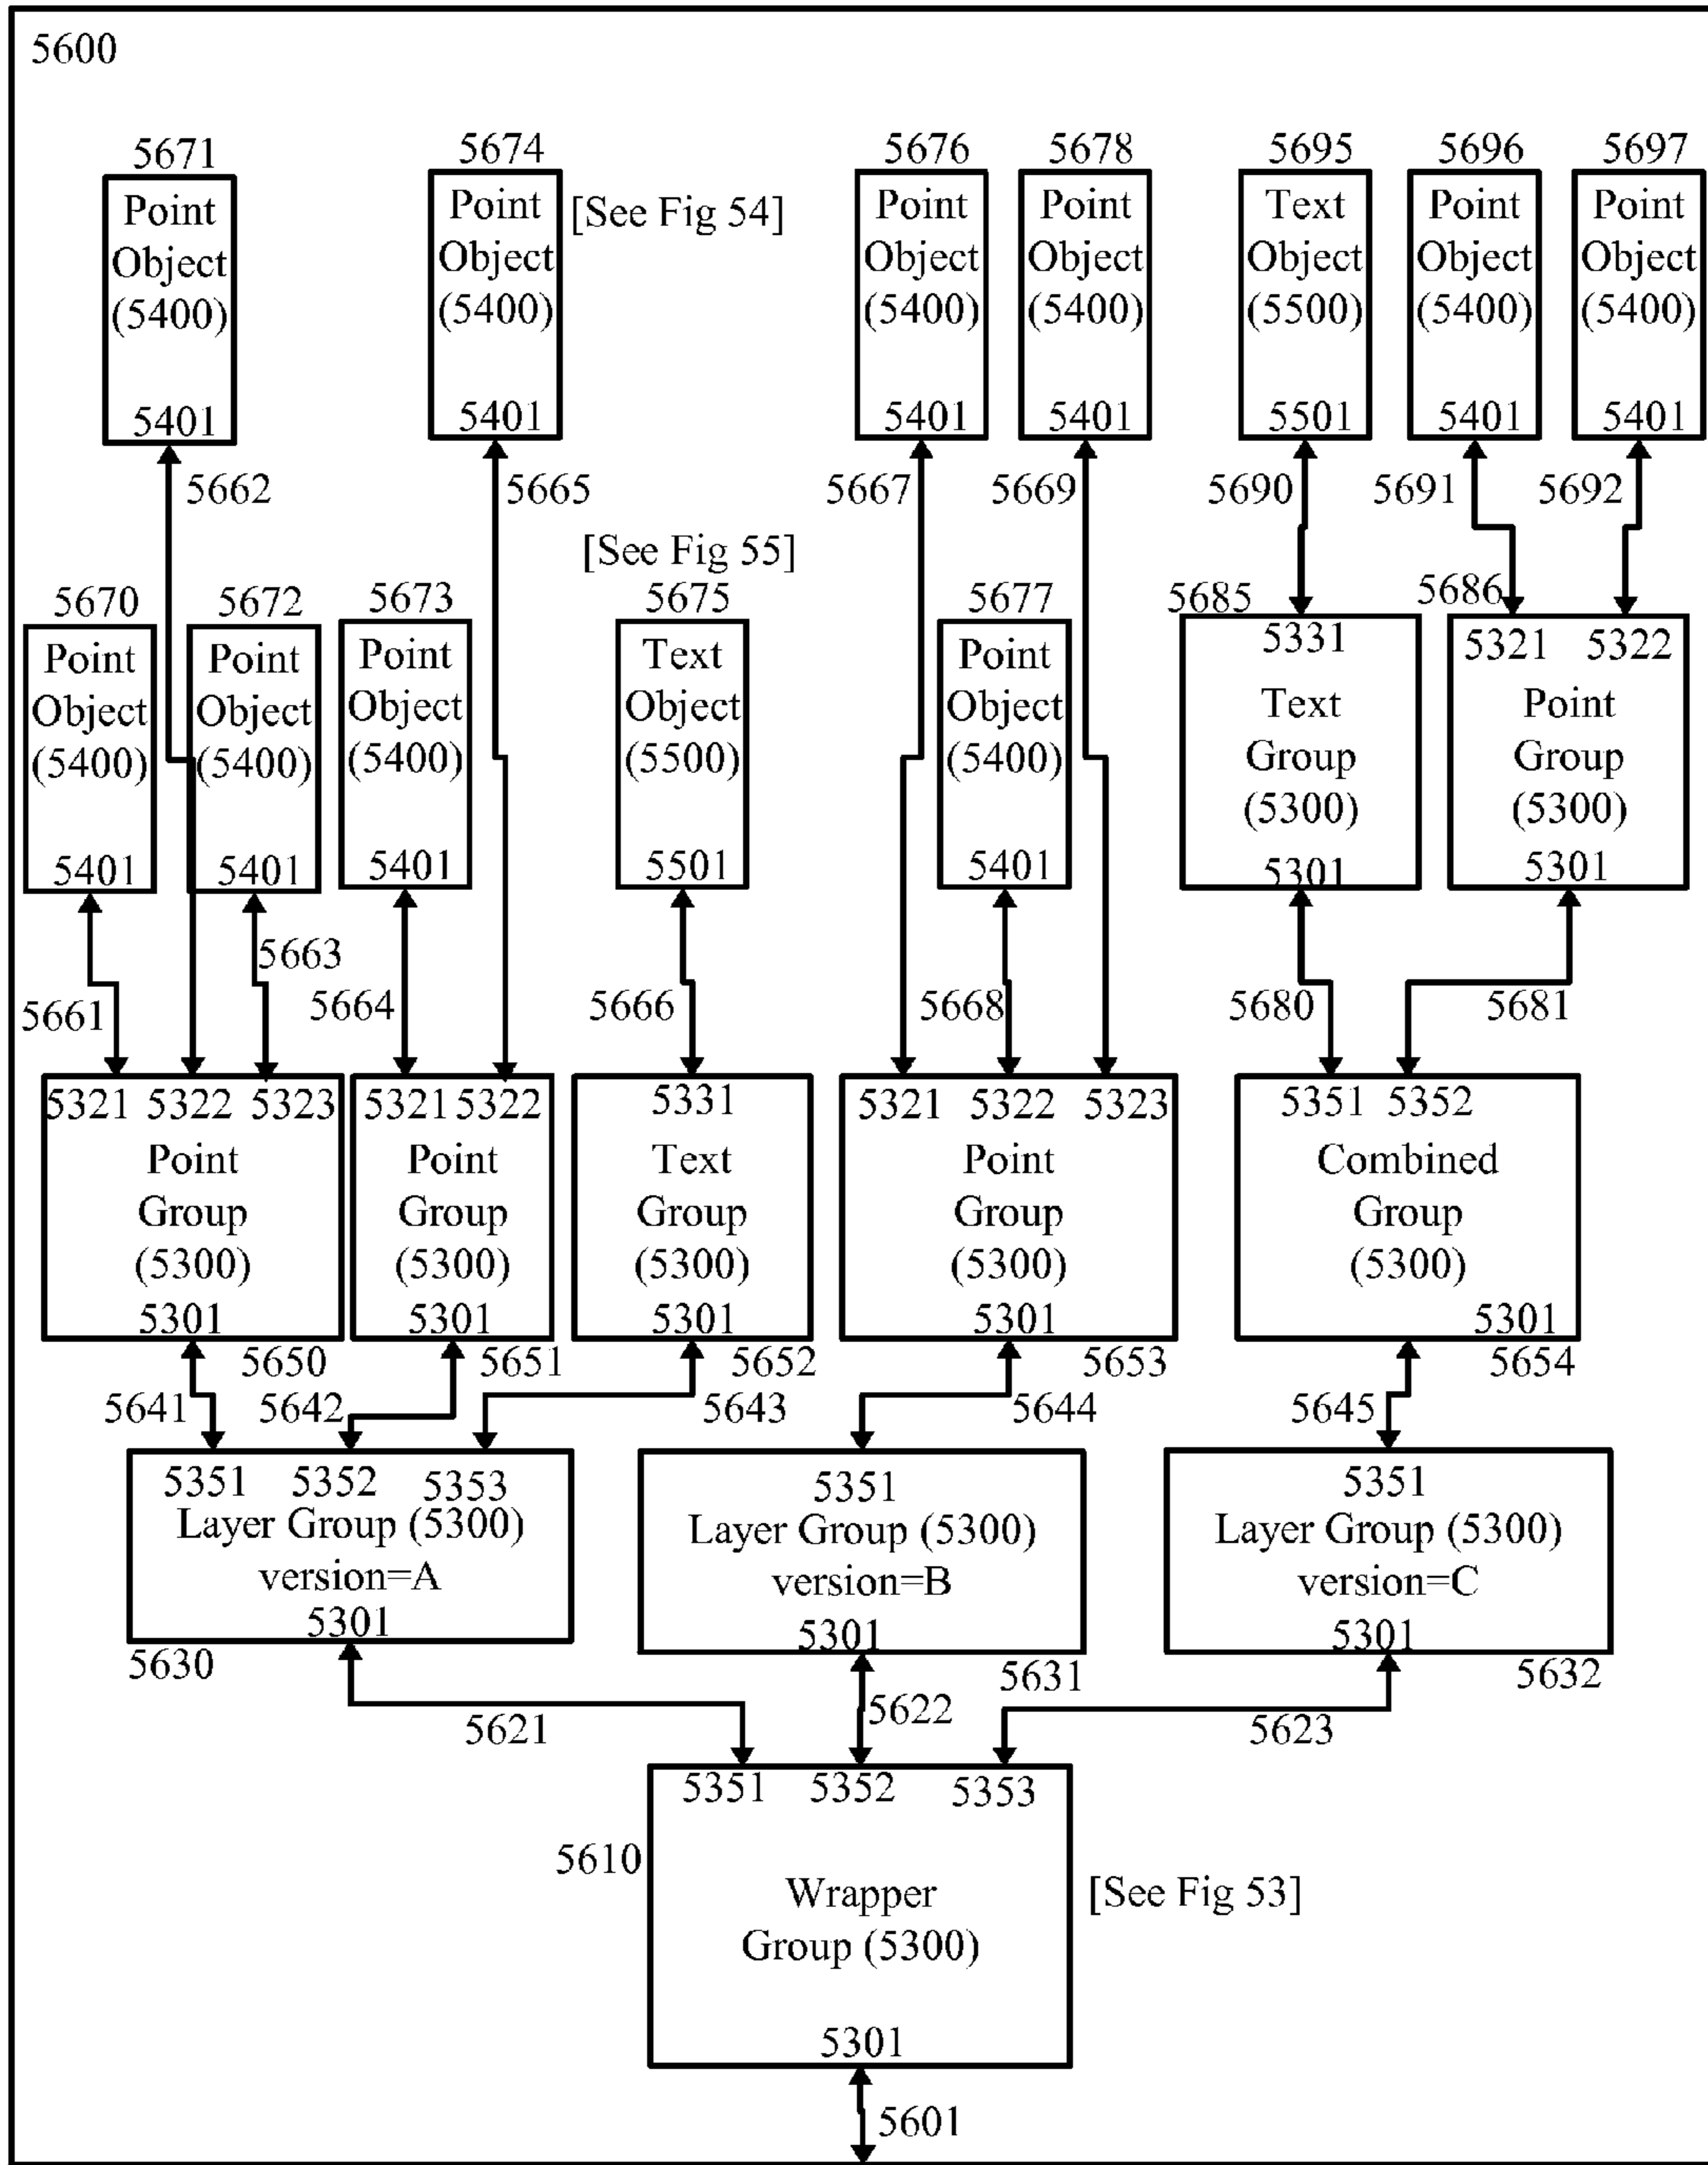 5600
5671
5674
5676
5678
5695
5696
5697
Point
Object
(5400)
5401
Point
Object
(5400)
5401
[See Fig 54]
Point
Object
(5400)
5401
Point
Object
(5400)
5401
Text
Object
(5500)
5501
Point
Object
(5400)
5401
Point
Object
(5400)
5401
5662
5665
5667
5669
5690
5691
5692
[See Fig 55]
5670
5672
5673
5675
5677
5685
5686
Point
Object
(5400)
5401
Point
Object
(5400)
5401
Point
Object
(5400)
5401
Text
Object
(5500)
5501
Point
Object
(5400)
5401
5331
Text
Group
(5300)
5301
5321 5322
Point
Group
(5300)
5301
5661
5663
5664
5666
5668
5680
5681
5321 5322 5323
Point
Group
(5300)
5301
5321 5322
Point
Group
(5300)
5301
5331
Text
Group
(5300)
5301
5321 5322 5323
Point
Group
(5300)
5301
5351 5352
Combined
Group
(5300)
5301
5650
5651
5652
5653
5654
5641
5642
5643
5644
5645
5351 5352 5353
Layer Group (5300)
version=A
5301
5351
Layer Group (5300)
version=B
5301
5351
Layer Group (5300)
version=C
5301
5630
5631
5632
5621
5622
5623
5351 5352 5353
5610
Wrapper
Group (5300)
5301
[See Fig 53]
5601